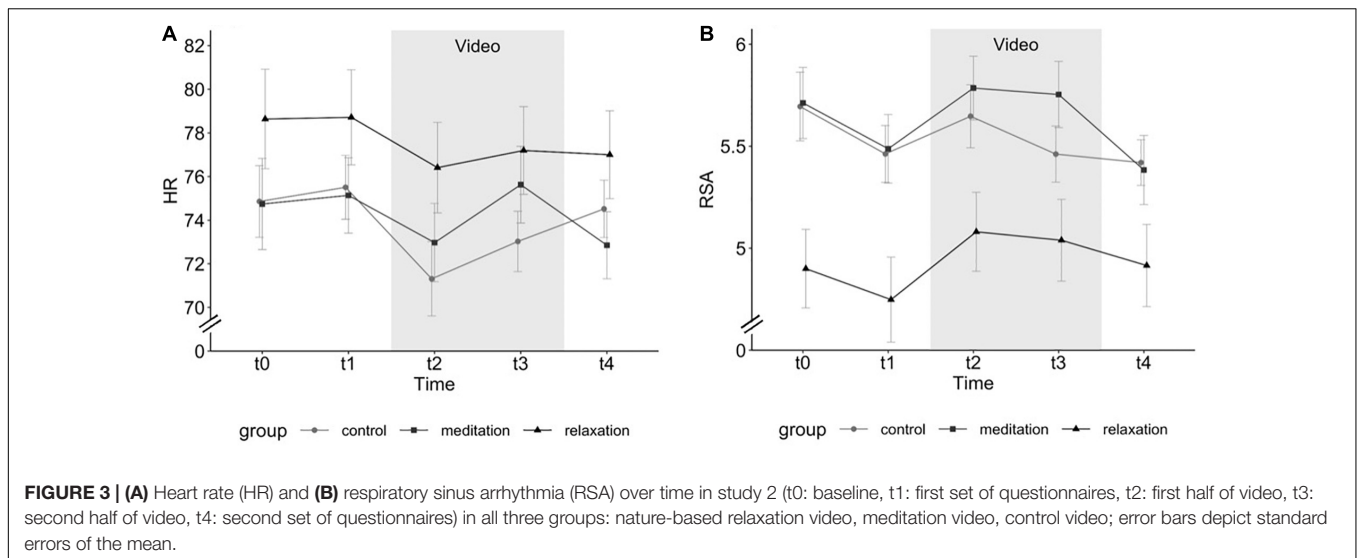 A
82
80
78
76
74
72
70
0
HR
Video
t0 t1 t2 t3 t4
Time
group control meditation relaxation
B
6
5.5
5
0
RSA
Video
t0 t1 t2 t3 t4
Time
group control meditation relaxation
FIGURE 3 | (A) Heart rate (HR) and (B) respiratory sinus arrhythmia (RSA) over time in study 2 (t0: baseline, t1: first set of questionnaires, t2: first half of video, t3:
second half of video, t4: second set of questionnaires) in all three groups: nature-based relaxation video, meditation video, control video; error bars depict standard
errors of the mean.